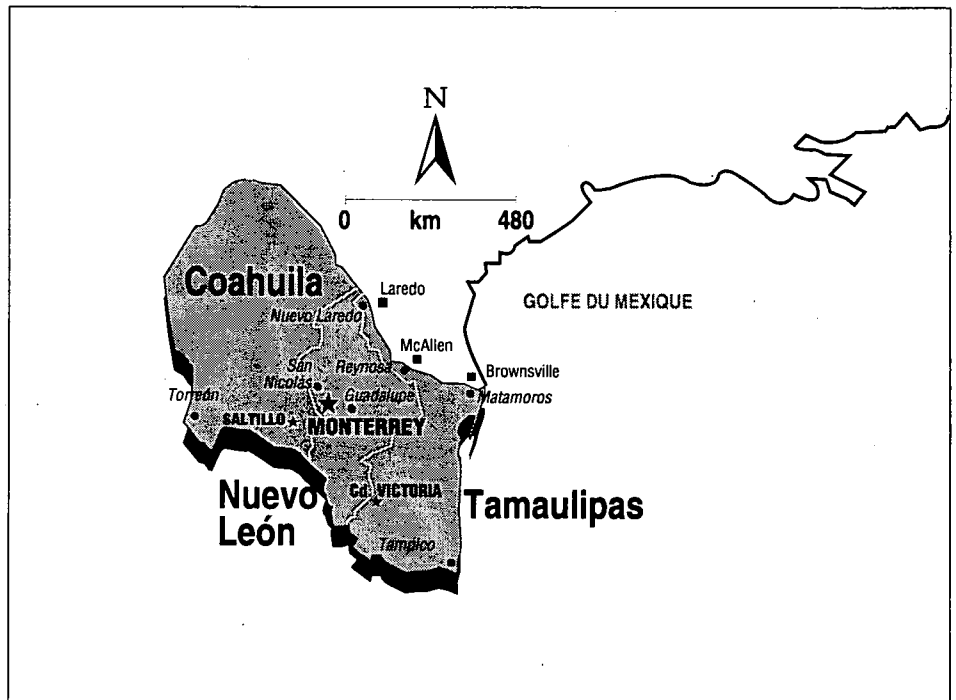 N
0 km 480
Coahuila
Laredo
GOLFE DU MEXIQUE
Nuevo Laredo
McAllen
San
Nicolás
Reynosa
Brownsville
Torreón
Guadalupe
Matamoros
SALTILLO
MONTERREY
Nuevo
León
Cd. VICTORIA
Tamaulipas
Tampico